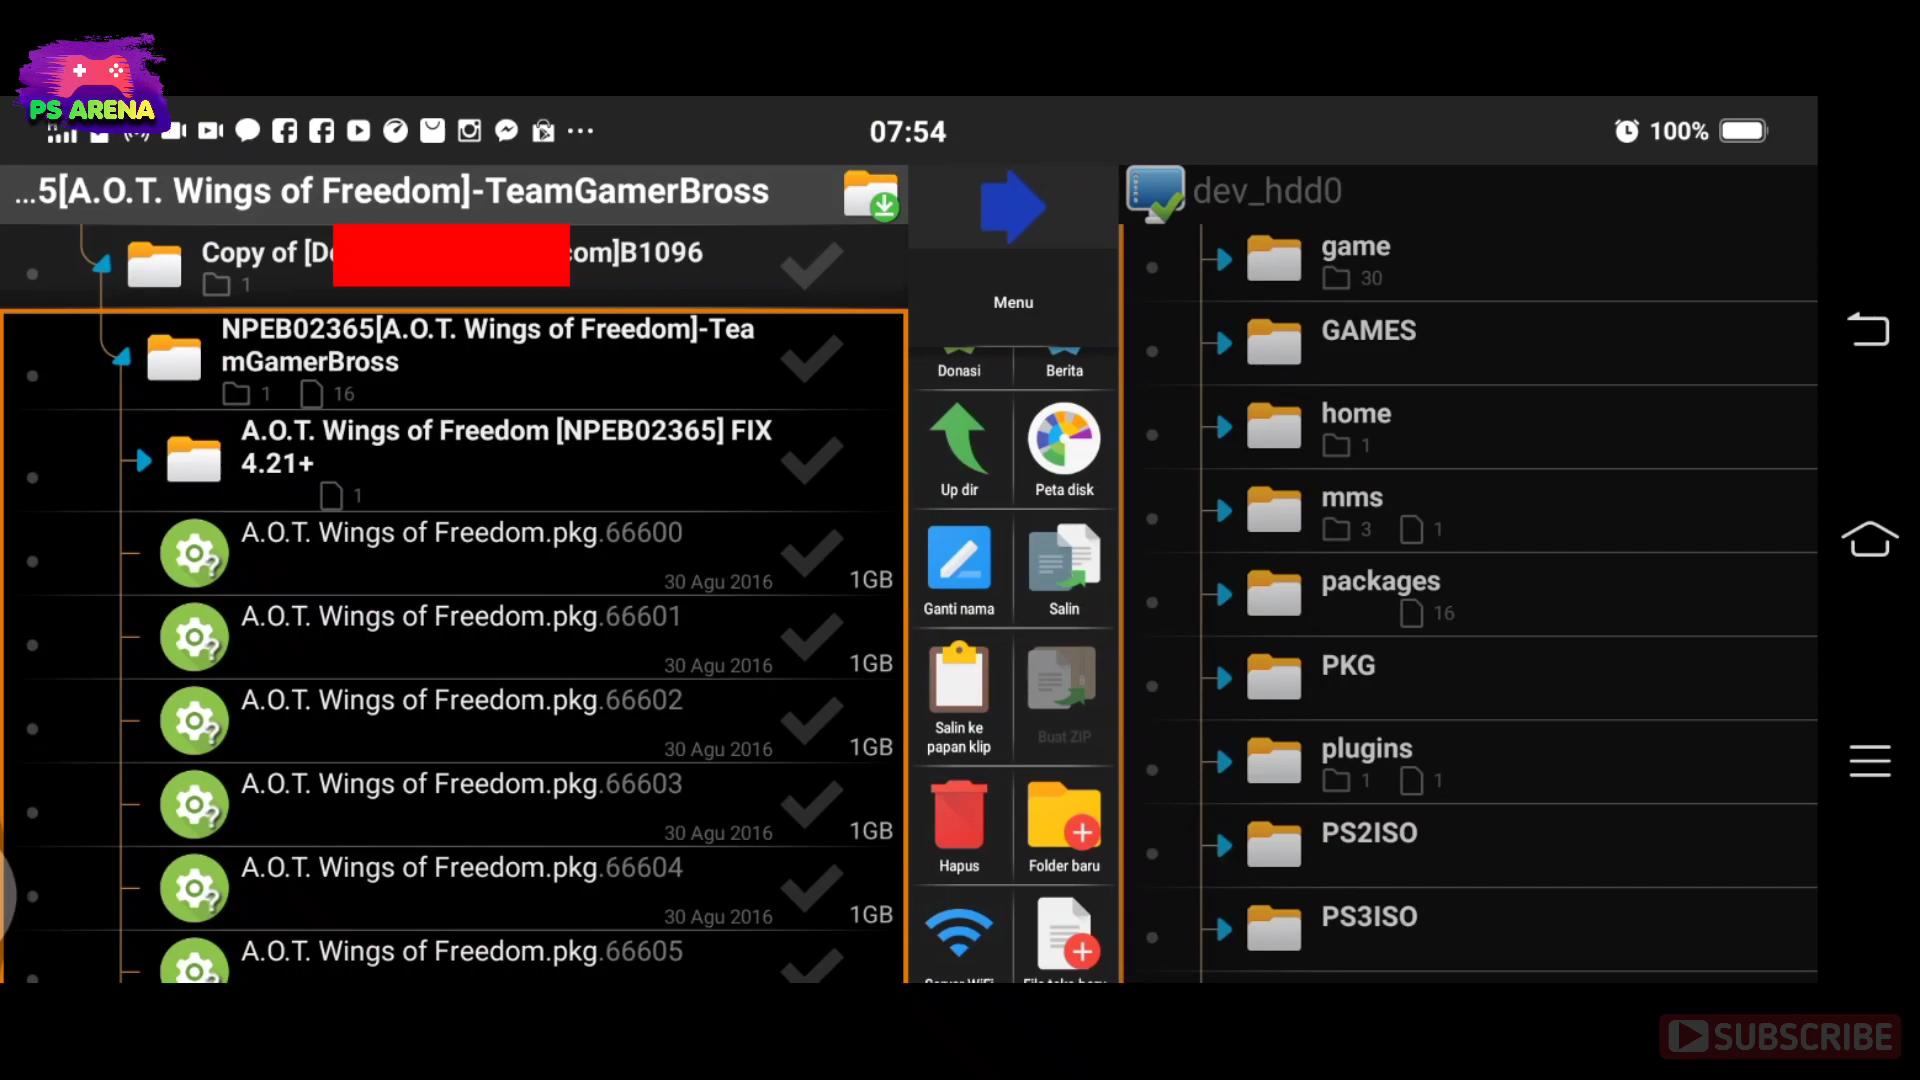 PS ARENA
07:54
100%
...5[A.O.T. Wings of Freedom]-TeamGamerBross
Copy of [D
om]B1096
1
NPEB02365[A.O.T. Wings of Freedom]-Tea
mGamerBross
1 16
A.O.T. Wings of Freedom [NPEB02365] FIX
4.21+
1
A.O.T. Wings of Freedom.pkg.66600
30 Agu 2016
1GB
A.O.T. Wings of Freedom.pkg.66601
30 Agu 2016
1GB
A.O.T. Wings of Freedom.pkg.66602
30 Agu 2016
1GB
A.O.T. Wings of Freedom.pkg.66603
30 Agu 2016
1GB
A.O.T. Wings of Freedom.pkg.66604
30 Agu 2016
1GB
A.O.T. Wings of Freedom.pkg.66605
Menu
Donasi
Berita
Up dir
Peta disk
Ganti nama
Salin
Salin ke
papan klip
Buat ZIP
Hapus
Folder baru
dev_hdd0
game
30
GAMES
home
1
mms
3 1
packages
16
PKG
plugins
1 1
PS2ISO
PS3ISO
SUBSCRIBE